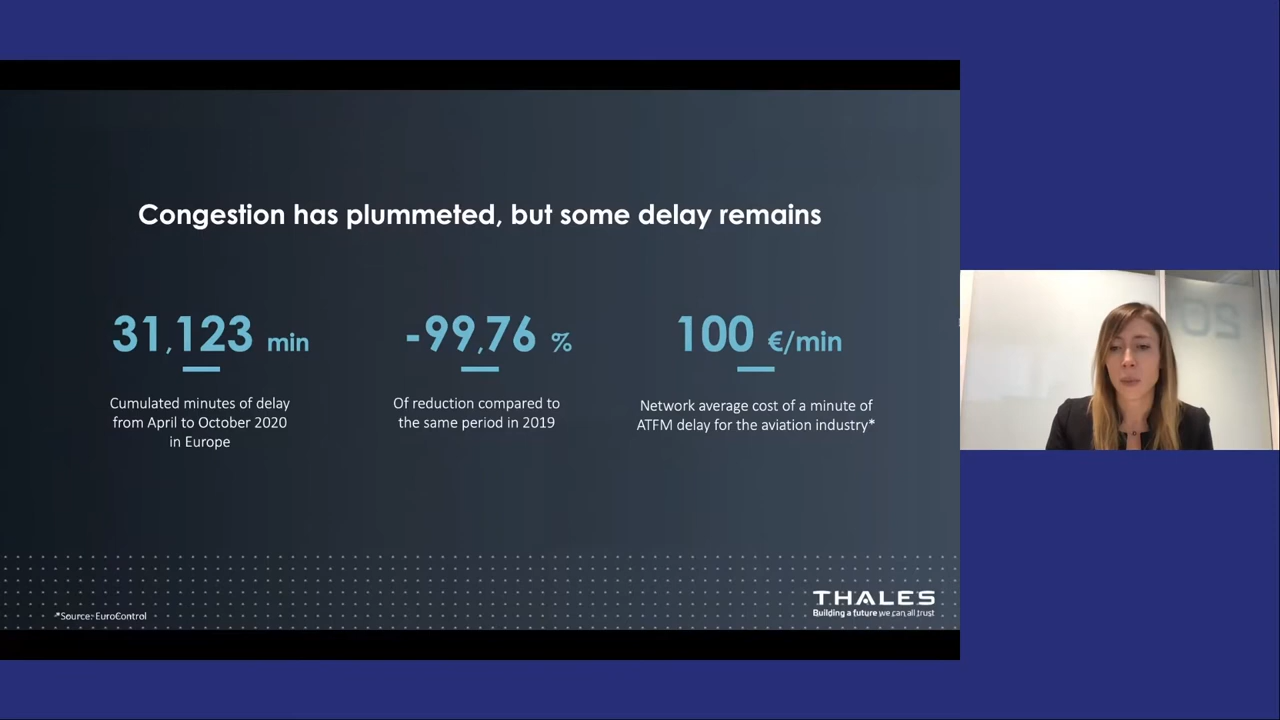 Congestion has plummeted, but some delay remains
31,123 min
Cumulated minutes of delay
from April to October 2020
in Europe
-99,76 %
Of reduction compared to
the same period in 2019
100 €/min
Network average cost of a minute of
ATFM delay for the aviation industry*
*Source: EuroControl
THALES
Building a future we can all trust
20